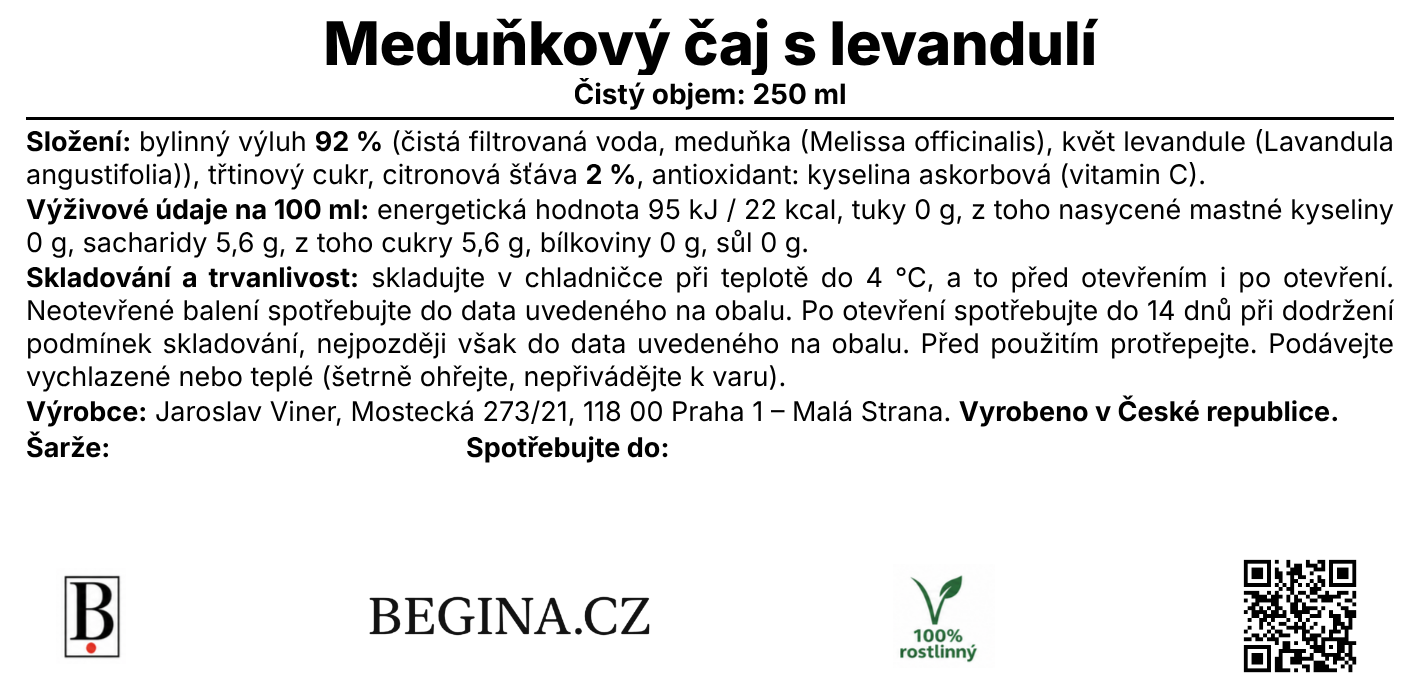 Meduňkový čaj s levandulí
Čistý objem: 250 ml
Složení: bylinný výluh 92 % (čistá filtrovaná voda, meduňka (Melissa officinalis), květ levandule (Lavandula
angustifolia)), třtinový cukr, citronová šťáva 2 %, antioxidant: kyselina askorbová (vitamin C).
Výživové údaje na 100 ml: energetická hodnota 95 kJ / 22 kcal, tuky 0 g, z toho nasycené mastné kyseliny
0 g, sacharidy 5,6 g, z toho cukry 5,6 g, bílkoviny 0 g, sůl 0 g.
Skladování a trvanlivost: skladujte v chladničce při teplotě do 4 °C, a to před otevřením i po otevření.
Neotevřené balení spotřebujte do data uvedeného na obalu. Po otevření spotřebujte do 14 dnů při dodržení
podmínek skladování, nejpozději však do data uvedeného na obalu. Před použitím protřepejte. Podávejte
vychlazené nebo teplé (šetrně ohřejte, nepřivádějte k varu).
Výrobce: Jaroslav Viner, Mostecká 273/21, 118 00 Praha 1 – Malá Strana. Vyrobeno v České republice.
Šarže: Spotřebujte do:
B
BEGINA.CZ
100%
rostlinný